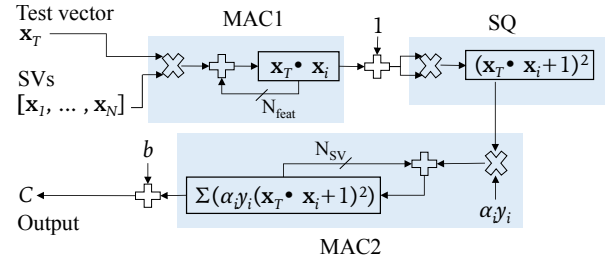 Test vector
x_T
MAC1
1
SQ
SVs
[x_1, ... , x_N]
x_T • x_i
N_feat
(x_T • x_i+1)^2
b
N_SV
C
Σ(α_i y_i(x_T • x_i+1)^2)
α_i y_i
Output
MAC2